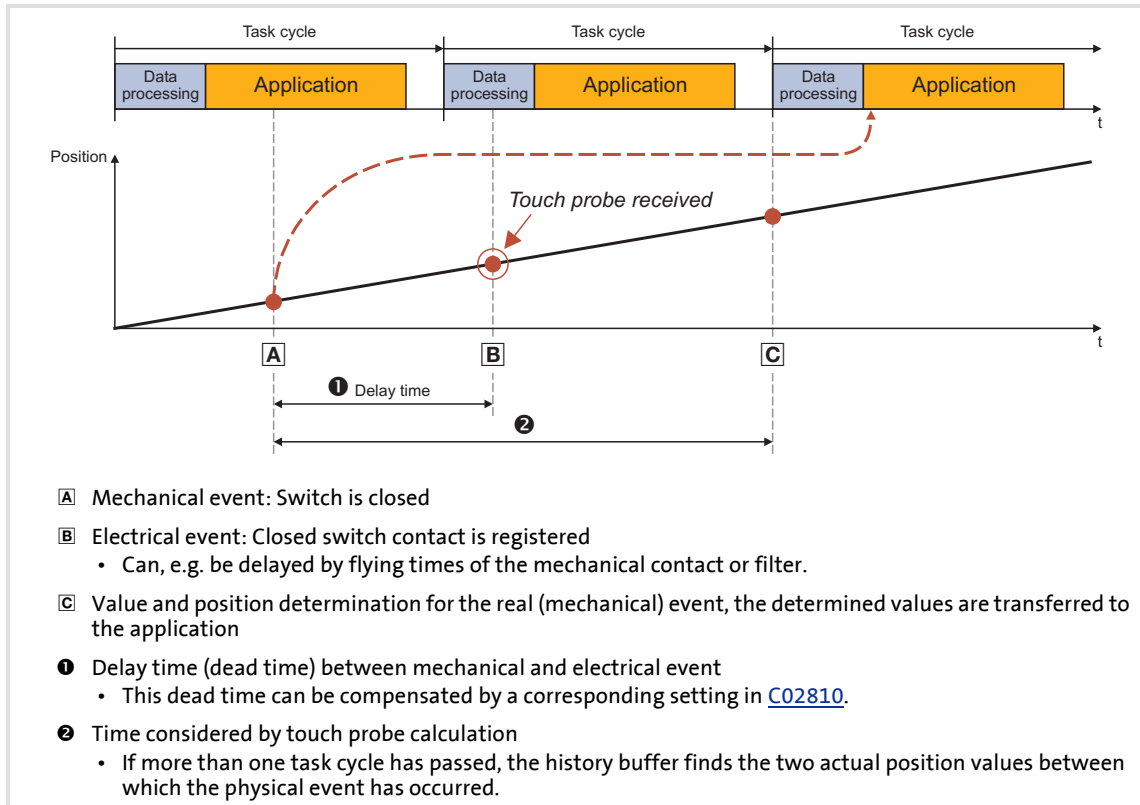 Task cycle Task cycle Task cycle
Data processing Application Data processing Application Data processing Application
t
Position
Touch probe received
t
A B C
❶ Delay time
❷
A Mechanical event: Switch is closed
B Electrical event: Closed switch contact is registered
• Can, e.g. be delayed by flying times of the mechanical contact or filter.
C Value and position determination for the real (mechanical) event, the determined values are transferred to
the application
❶ Delay time (dead time) between mechanical and electrical event
• This dead time can be compensated by a corresponding setting in C02810.
❷ Time considered by touch probe calculation
• If more than one task cycle has passed, the history buffer finds the two actual position values between
which the physical event has occurred.